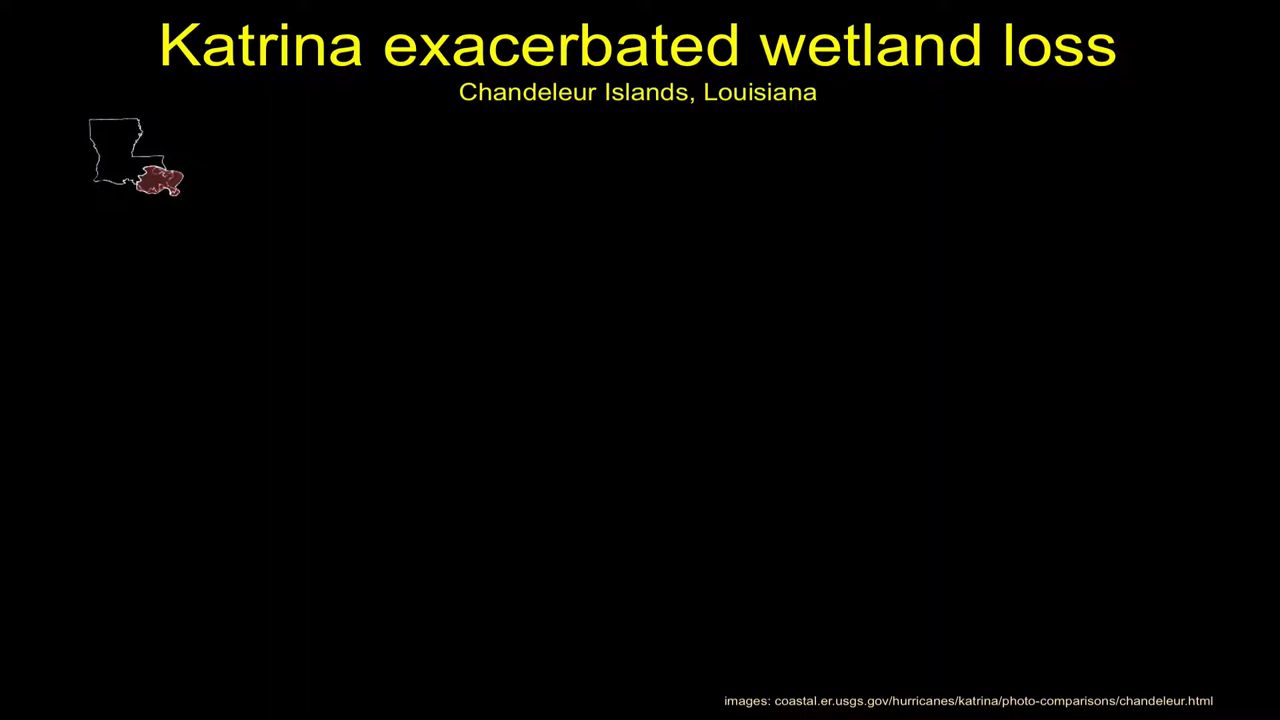 Katrina exacerbated wetland loss
Chandeleur Islands, Louisiana
images: coastal.er.usgs.gov/hurricanes/katrina/photo-comparisons/chandeleur.html